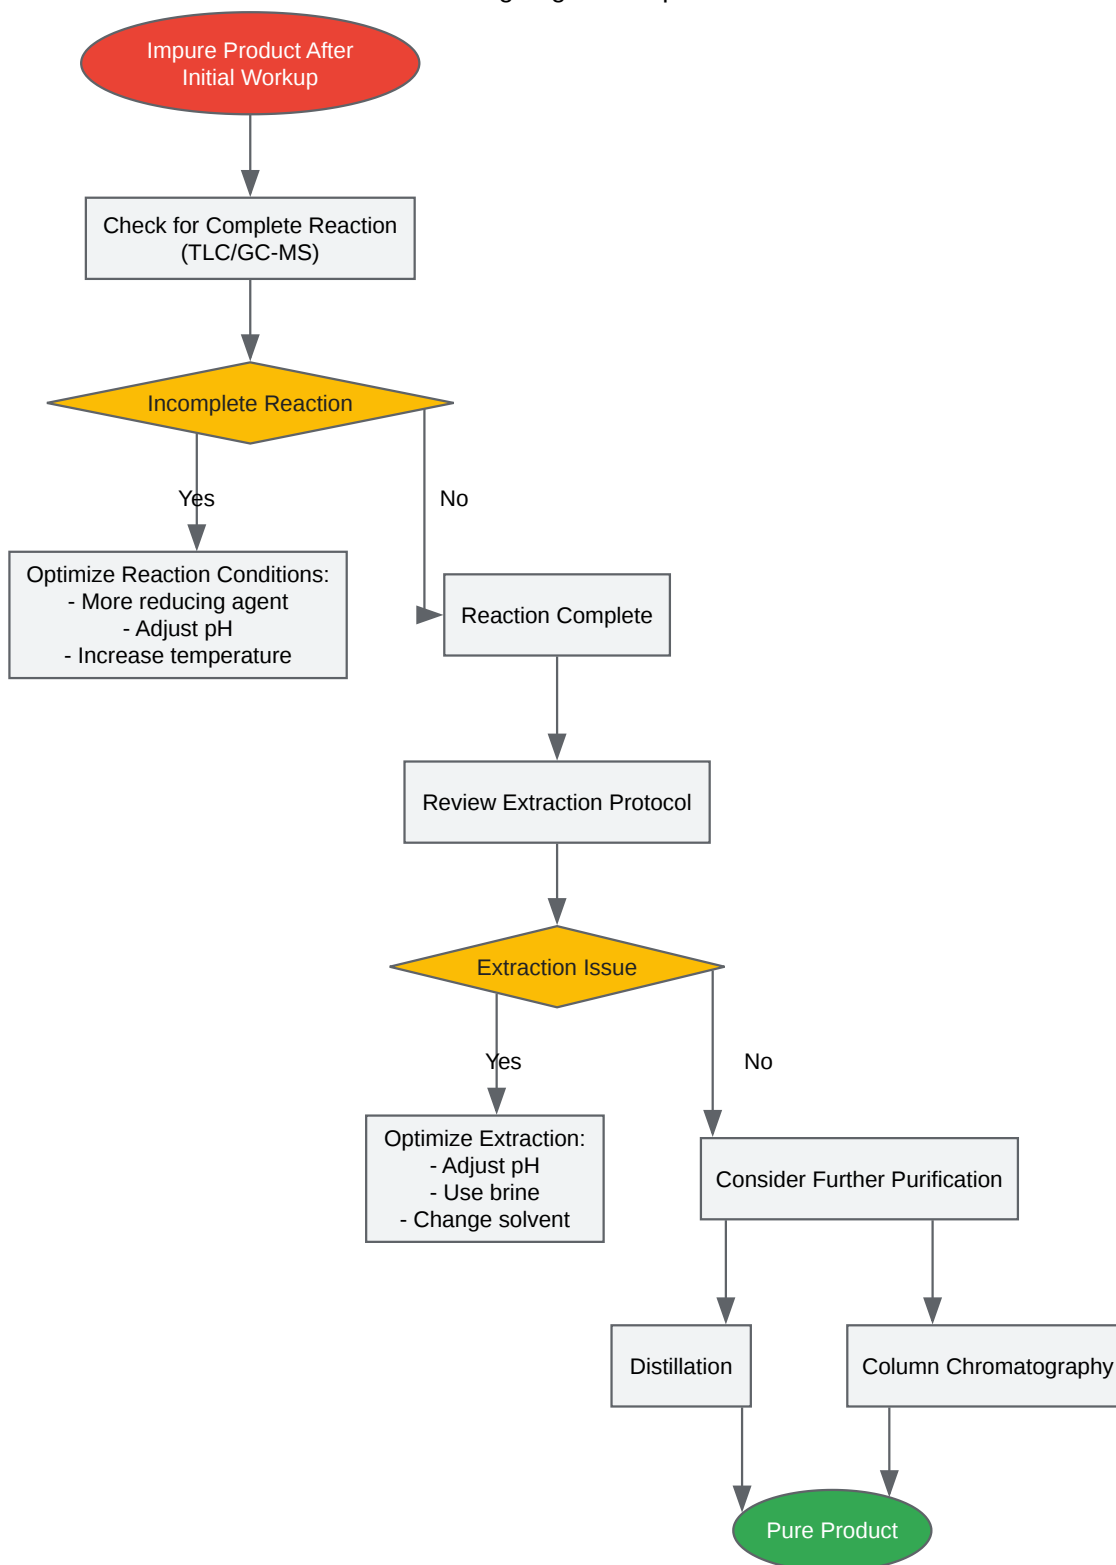 Impure Product After
Initial Workup
Check for Complete Reaction
(TLC/GC-MS)
Incomplete Reaction
Yes
No
Optimize Reaction Conditions:
- More reducing agent
- Adjust pH
- Increase temperature
Reaction Complete
Review Extraction Protocol
Extraction Issue
Yes
No
Optimize Extraction:
- Adjust pH
- Use brine
- Change solvent
Consider Further Purification
Distillation
Column Chromatography
Pure Product